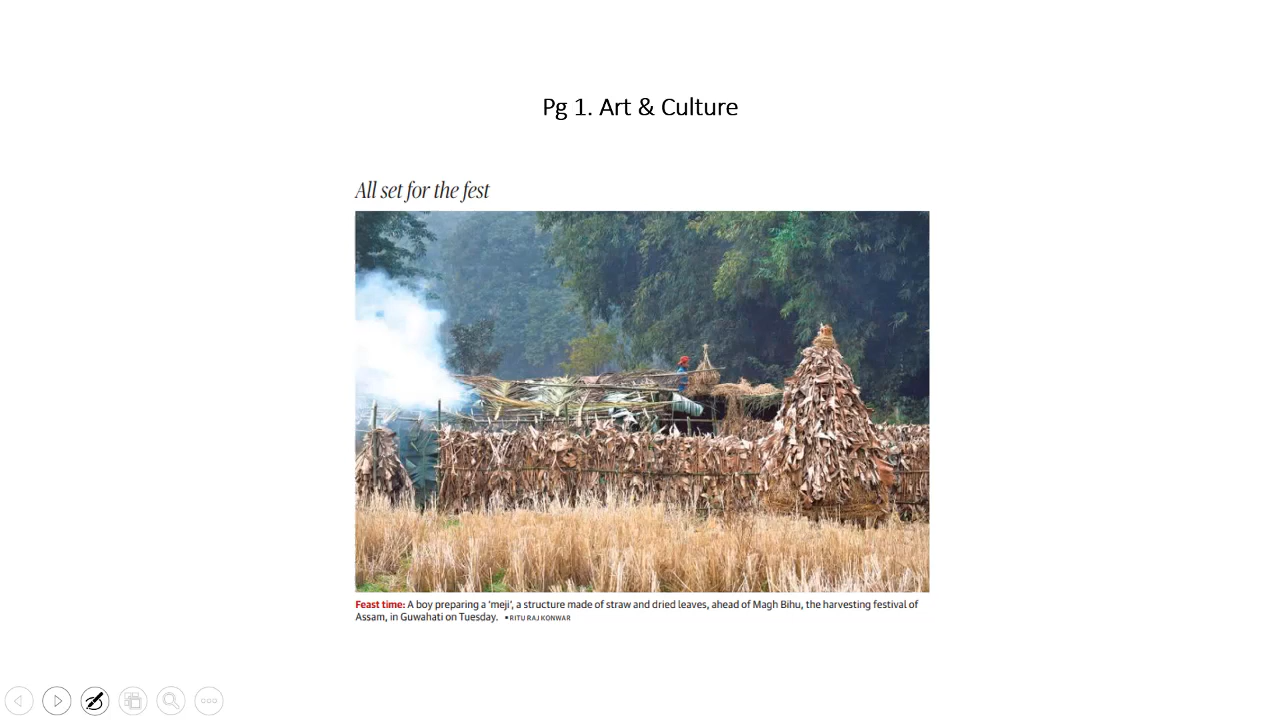 Pg 1. Art & Culture
All set for the fest
Feast time: A boy preparing a ‘meji’, a structure made of straw and dried leaves, ahead of Magh Bihu, the harvesting festival of
Assam, in Guwahati on Tuesday. • RITU RAJ KONWAR